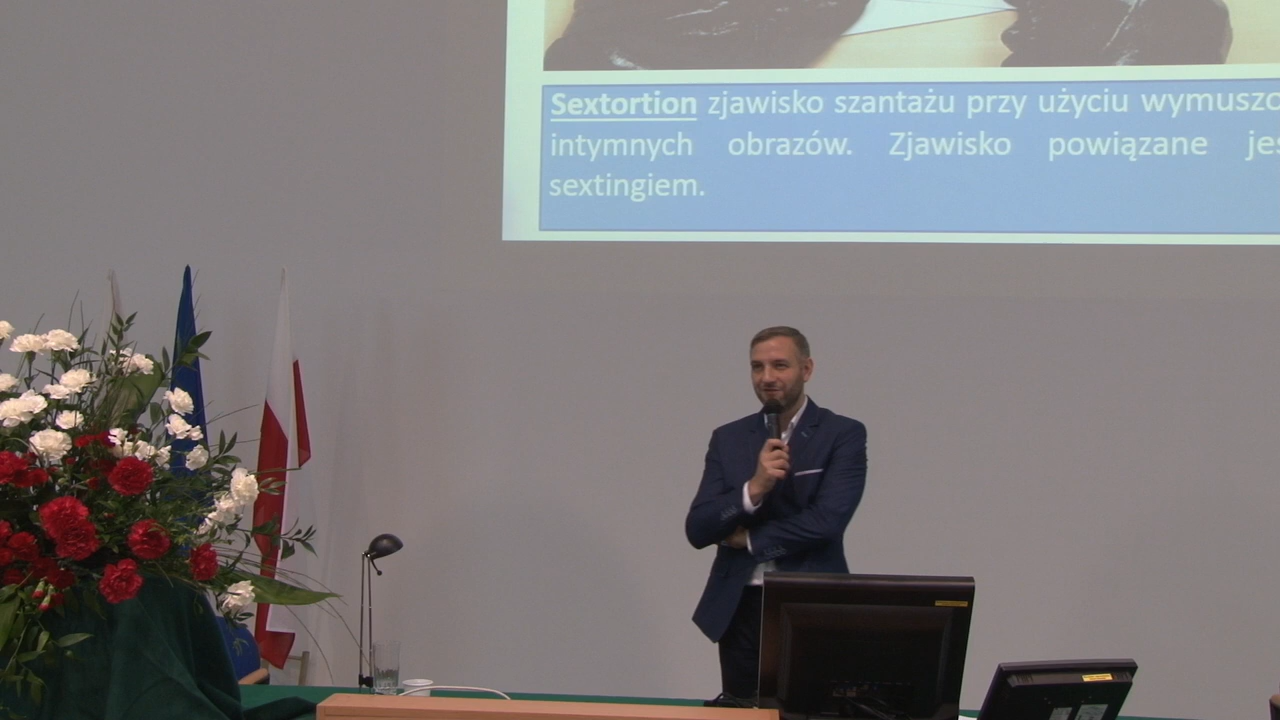 Sextortion zjawisko szantażu przy użyciu
intymnych obrazów. Zjawisko powiązane
sextingiem.